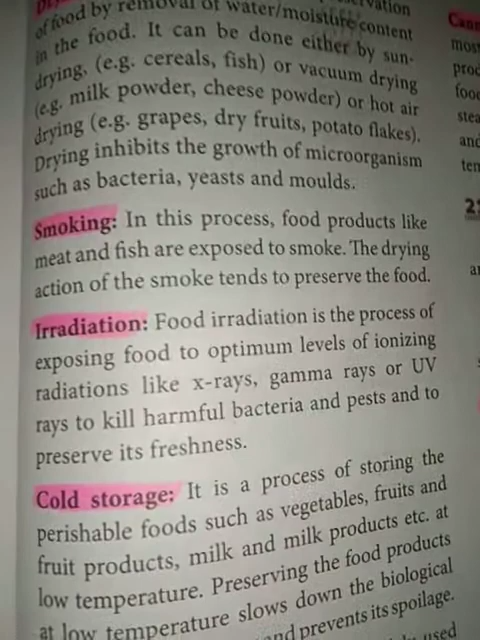 of food by removal of water/moisture content
in the food. It can be done either by sun-
drying, (e.g. cereals, fish) or vacuum drying
(e.g. milk powder, cheese powder) or hot air
drying (e.g. grapes, dry fruits, potato flakes).
Drying inhibits the growth of microorganism
such as bacteria, yeasts and moulds.
Smoking: In this process, food products like
meat and fish are exposed to smoke. The drying
action of the smoke tends to preserve the food.
Irradiation: Food irradiation is the process of
exposing food to optimum levels of ionizing
radiations like x-rays, gamma rays or UV
rays to kill harmful bacteria and pests and to
preserve its freshness.
Cold storage: It is a process of storing the
perishable foods such as vegetables, fruits and
fruit products, milk and milk products etc. at
low temperature. Preserving the food products
at low temperature slows down the biological
and prevents its spoilage.
used